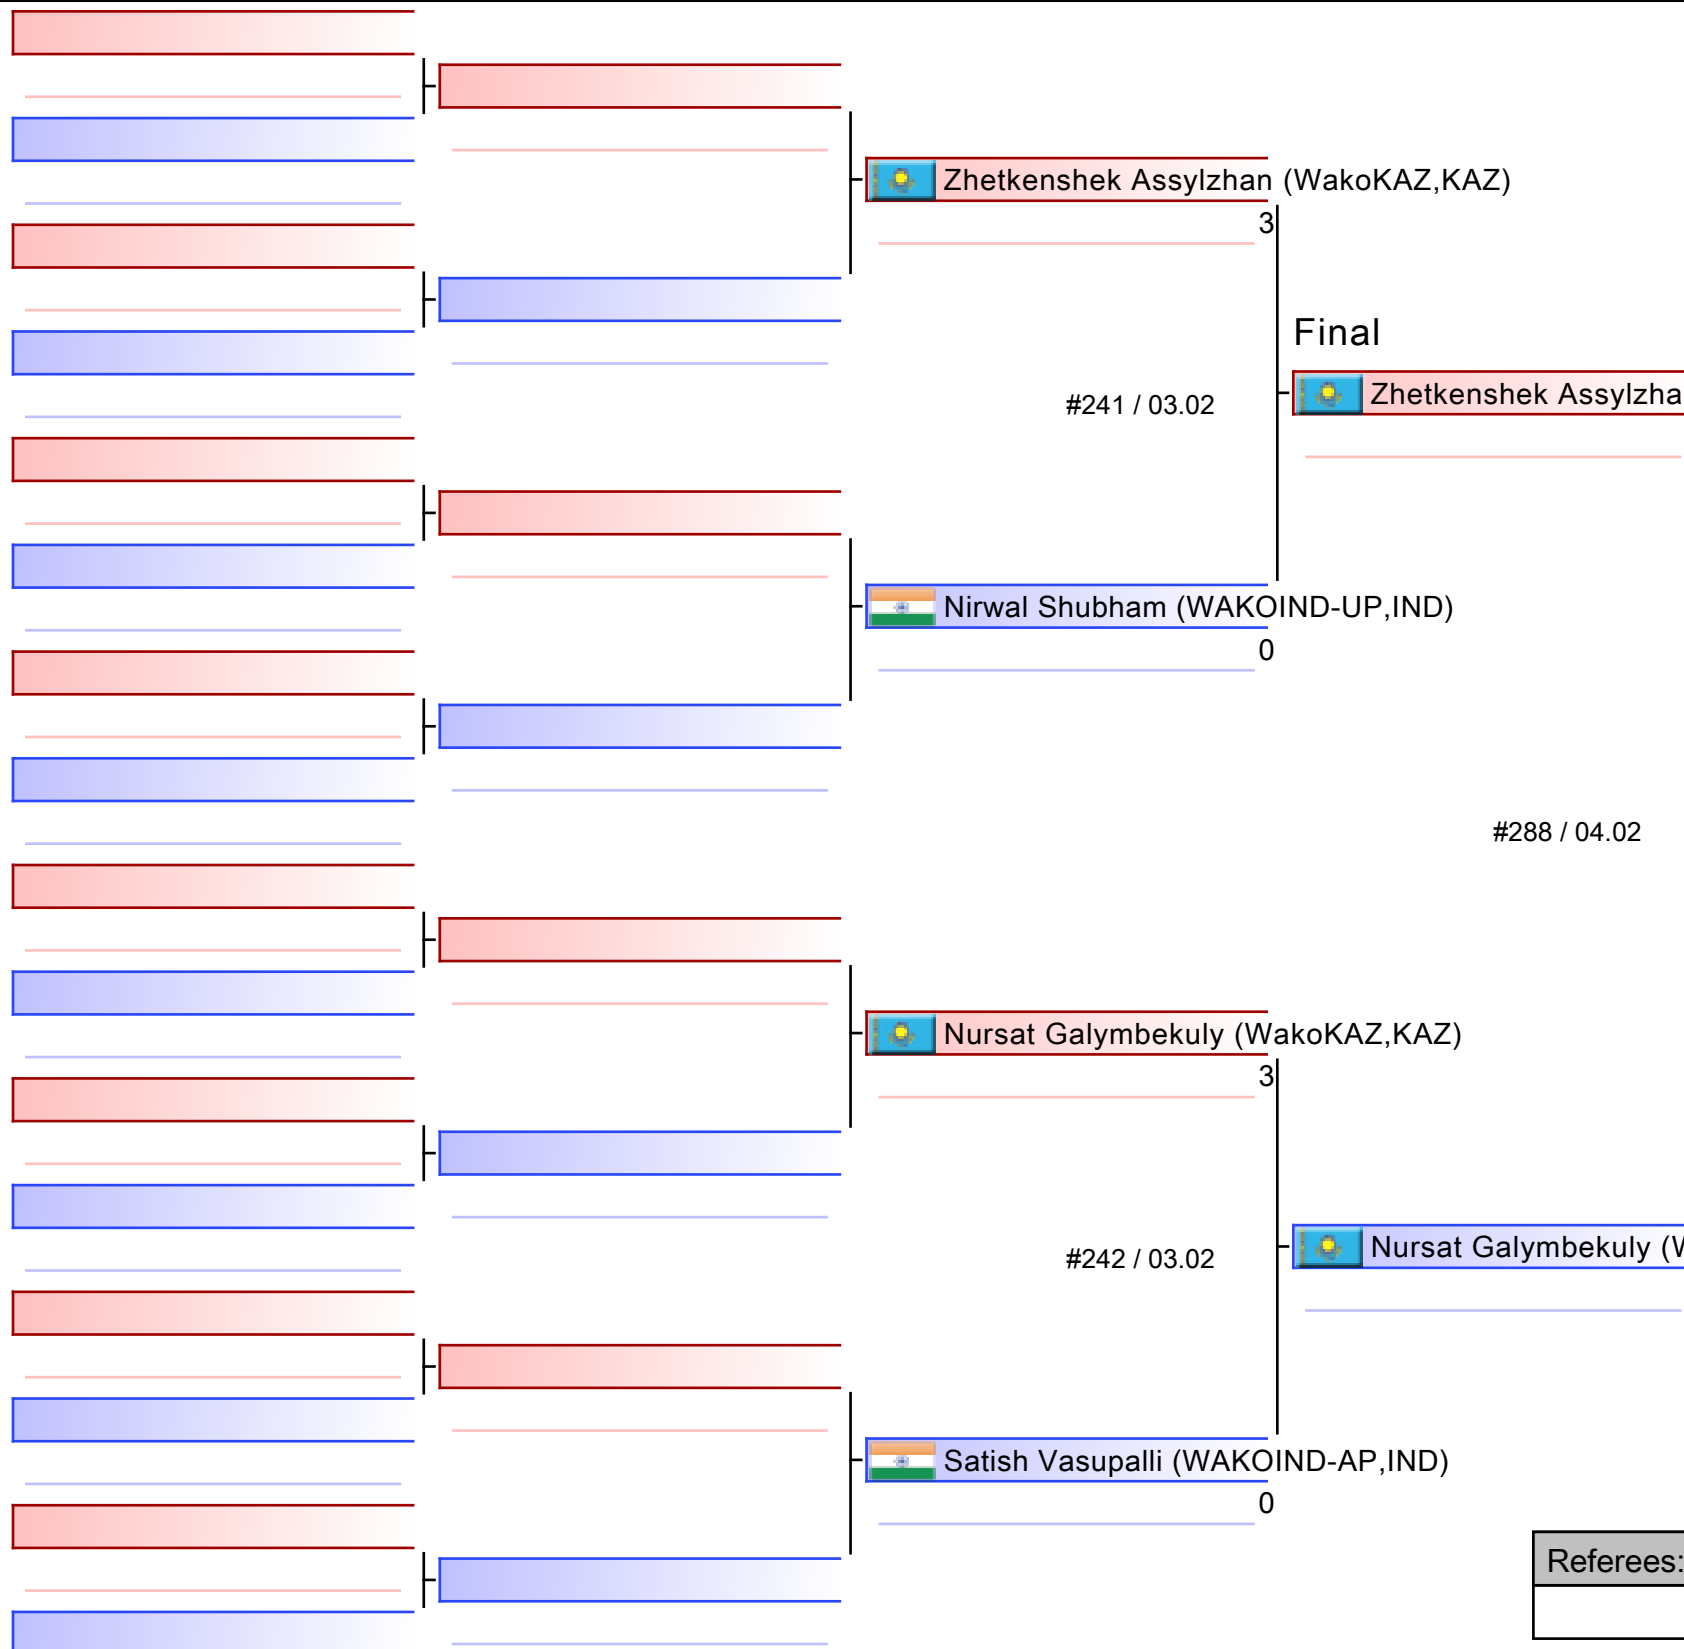 Zhetkenshek Assylzhan (WakoKAZ,KAZ)
3
Final
Zhetkenshek Assylzha
#241 / 03.02
Nirwal Shubham (WAKOIND-UP,IND)
0
#288 / 04.02
Nursat Galymbekuly (WakoKAZ,KAZ)
3
#242 / 03.02
Nursat Galymbekuly (W
Satish Vasupalli (WAKOIND-AP,IND)
0
Referees: